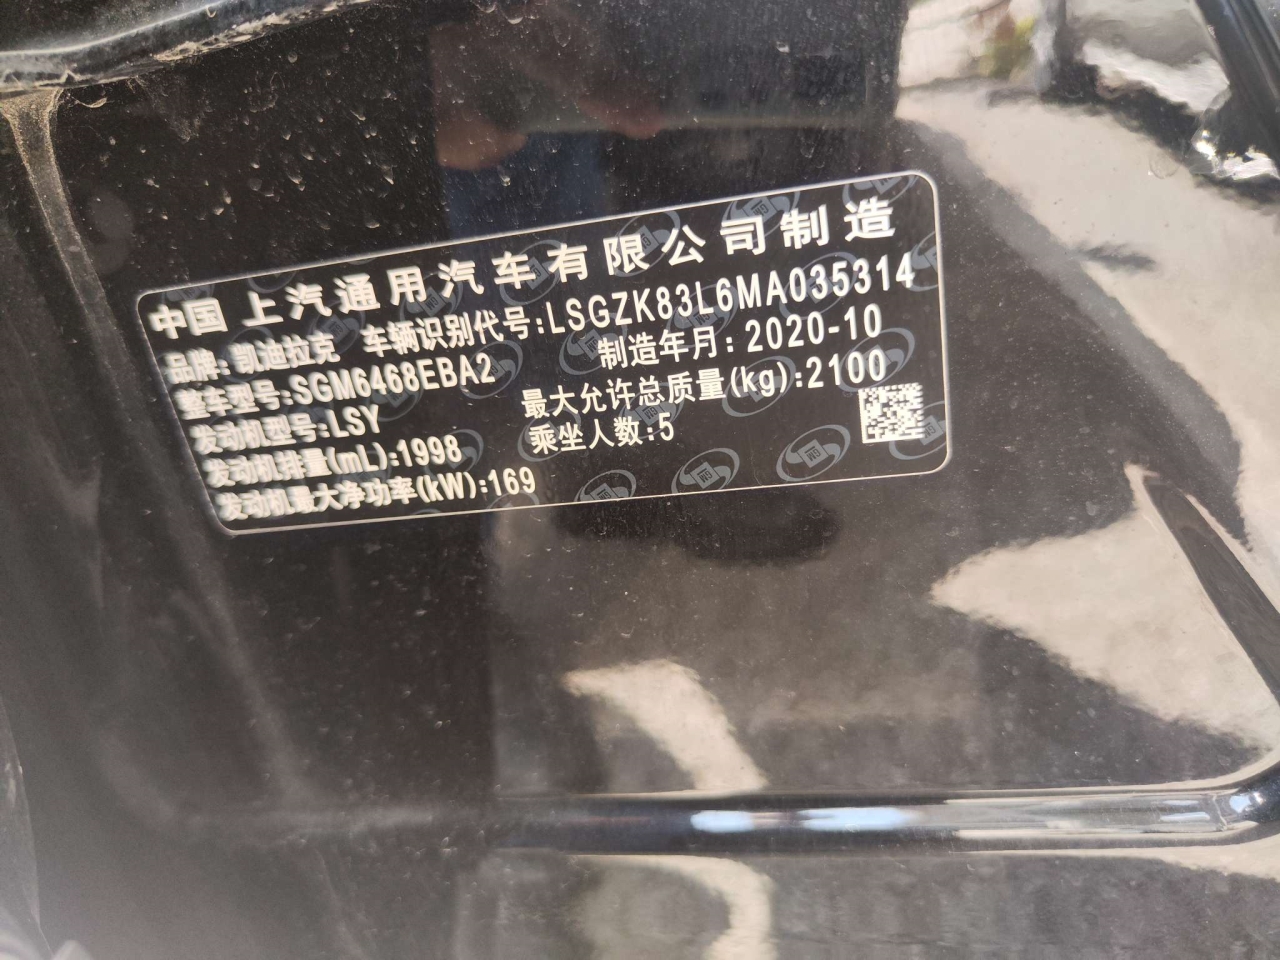 中国 上汽通用汽车有限公司制造
品牌:凯迪拉克 车辆识别代号:LSGZK83L6MA035314
整车型号:SGM6468EBA2 制造年月:2020-10
发动机型号:LSY 最大允许总质量(kg):2100
发动机排量(mL):1998 乘坐人数:5
发动机最大净功率(kW):169